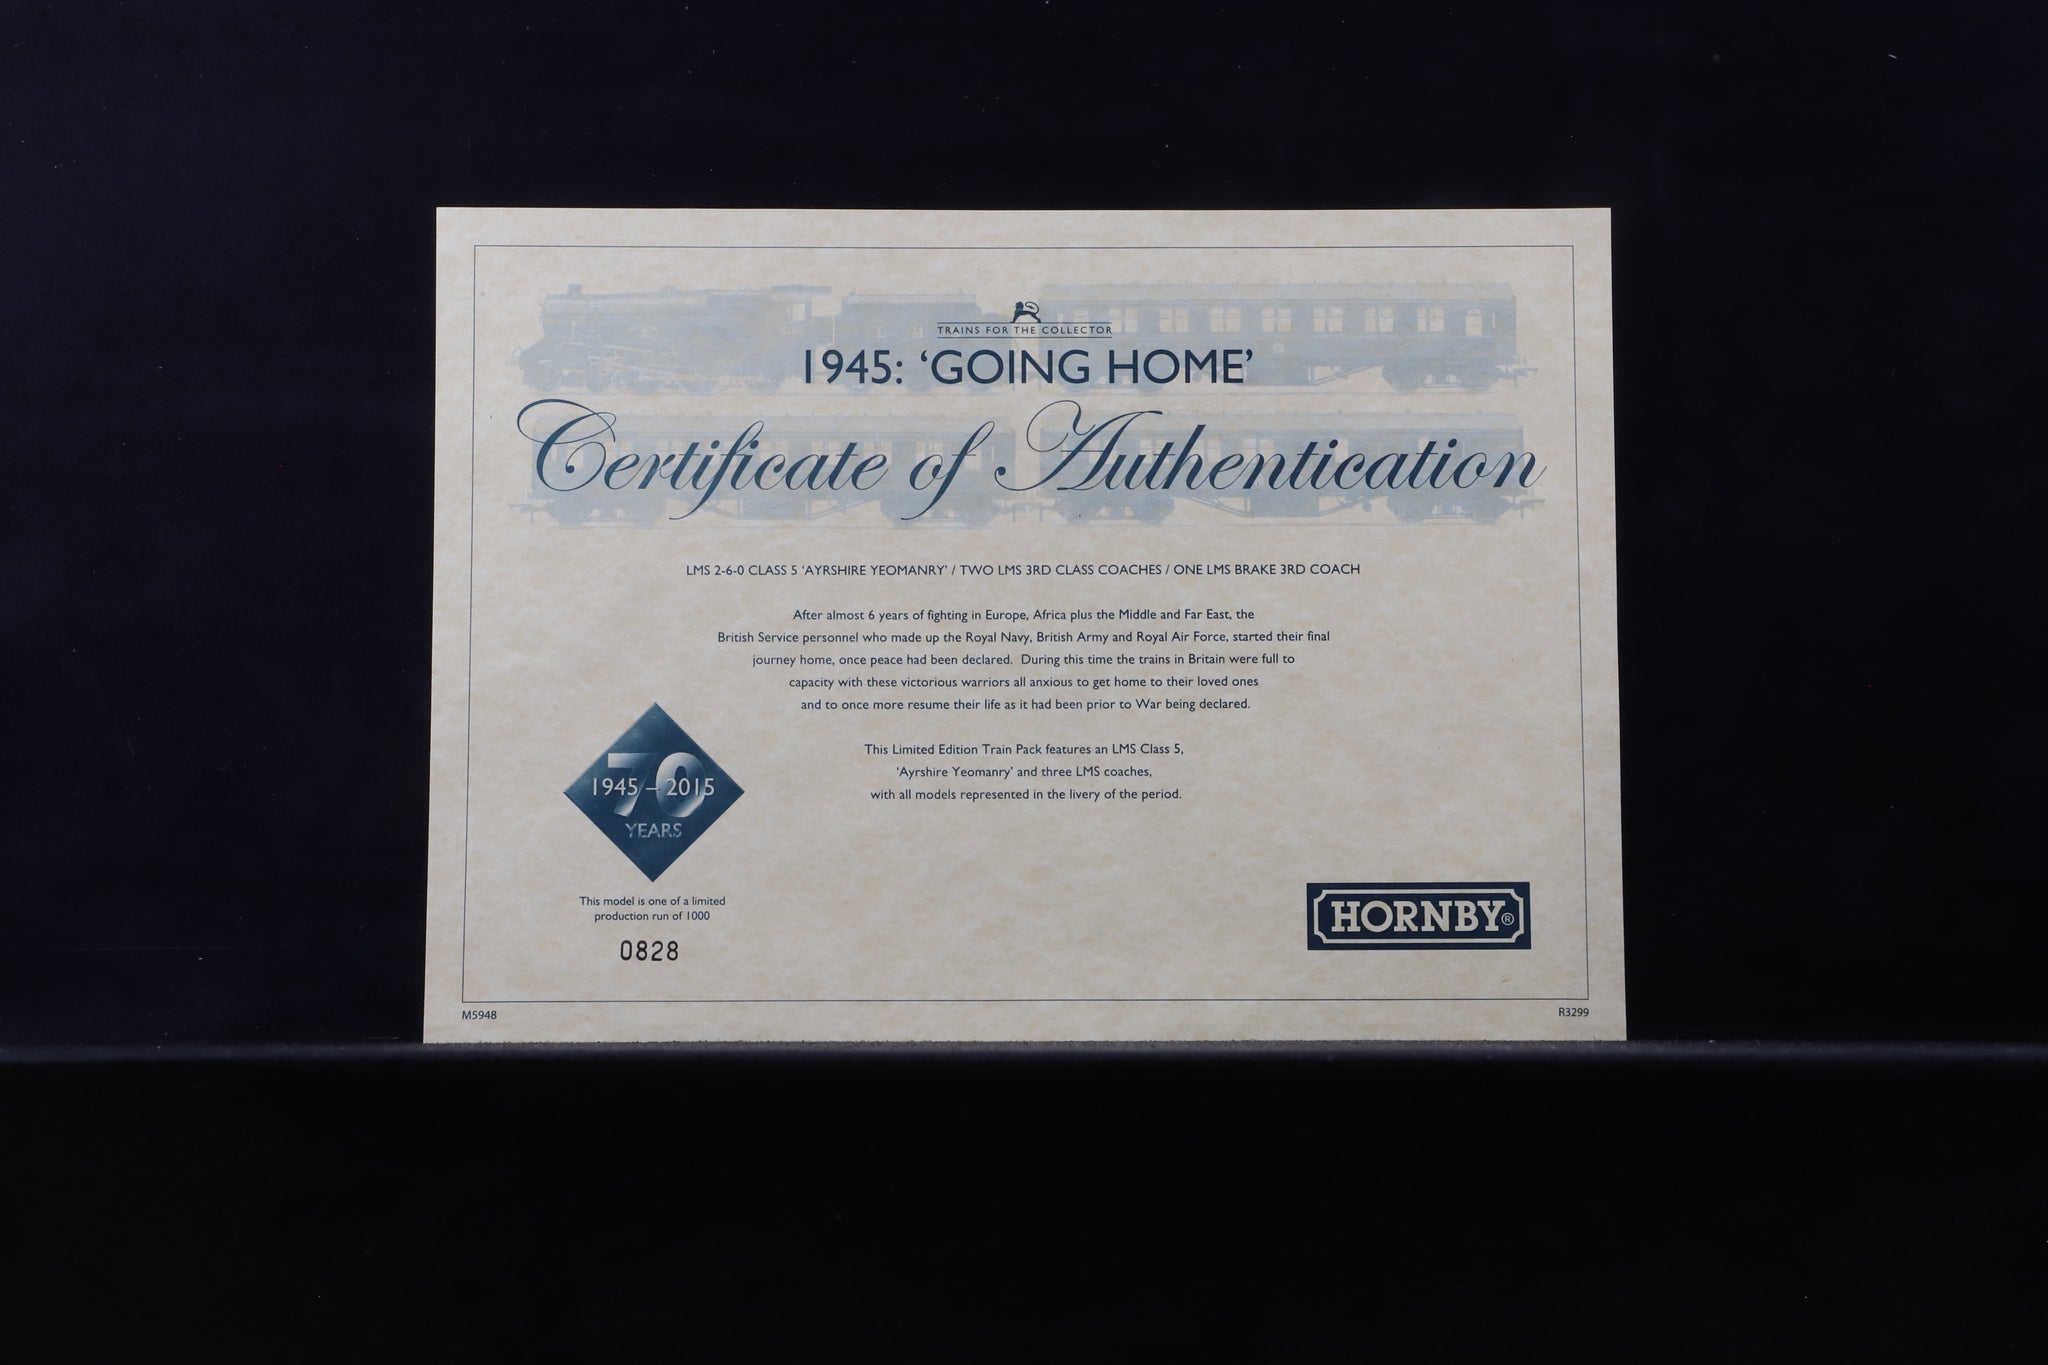 TRAINS FOR THE COLLECTOR
1945: ‘GOING HOME’
Certificate of Authentication
LMS 2-6-0 CLASS 5 ‘AYRSHIRE YEOMANRY’ / TWO LMS 3RD CLASS COACHES / ONE LMS BRAKE 3RD COACH
After almost 6 years of fighting in Europe, Africa plus the Middle and Far East, the
British Service personnel who made up the Royal Navy, British Army and Royal Air Force, started their final
journey home, once peace had been declared. During this time the trains in Britain were full to
capacity with these victorious warriors all anxious to get home to their loved ones
and to once more resume their life as it had been prior to War being declared.
This Limited Edition Train Pack features an LMS Class 5,
‘Ayrshire Yeomanry’ and three LMS coaches,
with all models represented in the livery of the period.
70
1945 – 2015
YEARS
This model is one of a limited
production run of 1000
0828
HORNBY®
M5948
R3299